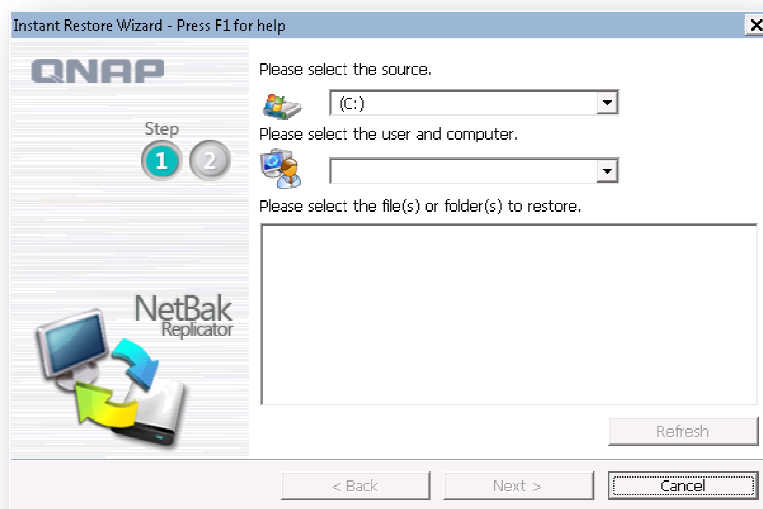 Instant Restore Wizard - Press F1 for help
QNAP
Please select the source.
(C:)
Step
1 2
Please select the user and computer.
Please select the file(s) or folder(s) to restore.
NetBak
Replicator
Refresh
< Back
Next >
Cancel